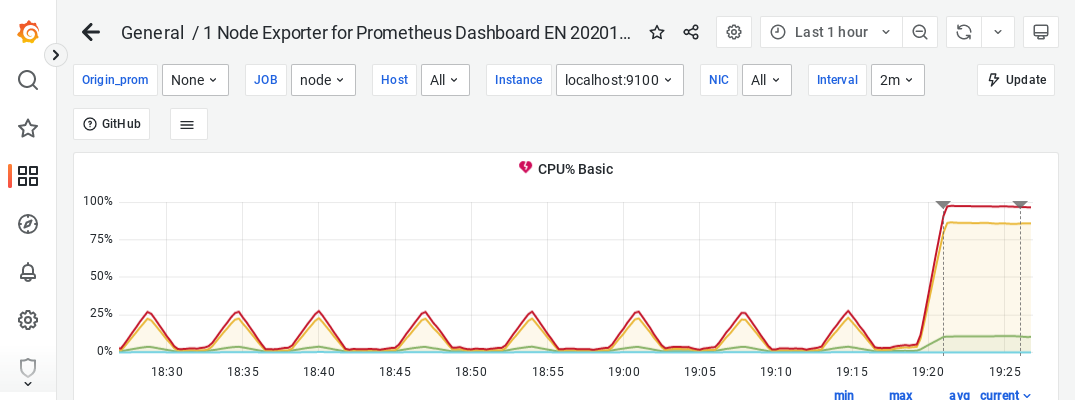 General / 1 Node Exporter for Prometheus Dashboard EN 20201... Last 1 hour
Origin_prom None JOB node Host All Instance localhost:9100 NIC All Interval 2m Update
GitHub
CPU% Basic
100%
75%
50%
25%
0%
18:30 18:35 18:40 18:45 18:50 18:55 19:00 19:05 19:10 19:15 19:20 19:25
min max avg current